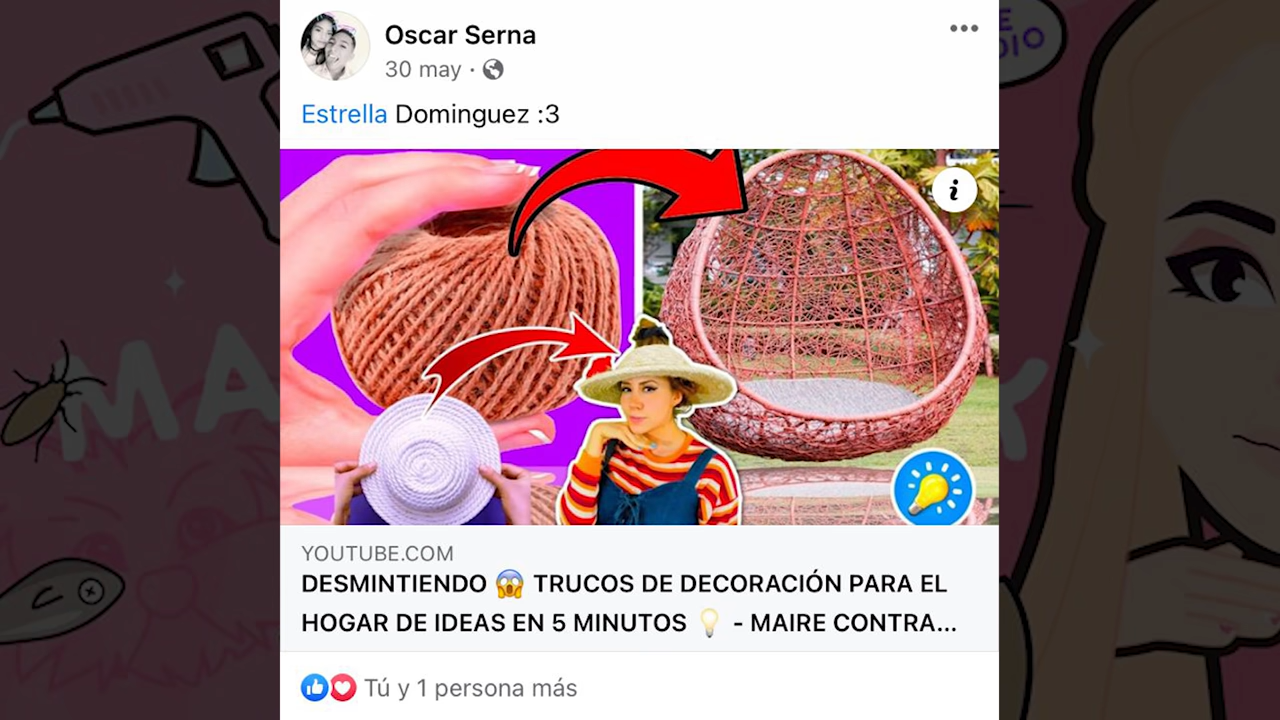 Oscar Serna
30 may ·
Estrella Dominguez :3
i
YOUTUBE.COM
DESMINTIENDO 😱 TRUCOS DE DECORACIÓN PARA EL
HOGAR DE IDEAS EN 5 MINUTOS 💡 - MAIRE CONTRA...
Tú y 1 persona más
MA